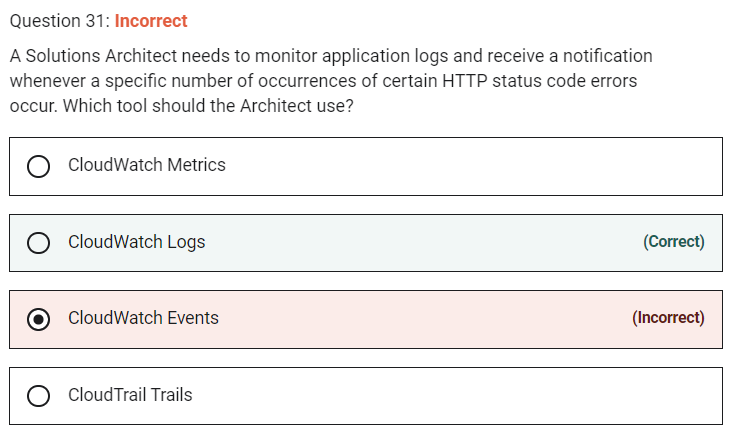 Question 31: Incorrect
A Solutions Architect needs to monitor application logs and receive a notification
whenever a specific number of occurrences of certain HTTP status code errors
occur. Which tool should the Architect use?
CloudWatch Metrics
CloudWatch Logs (Correct)
CloudWatch Events (Incorrect)
CloudTrail Trails